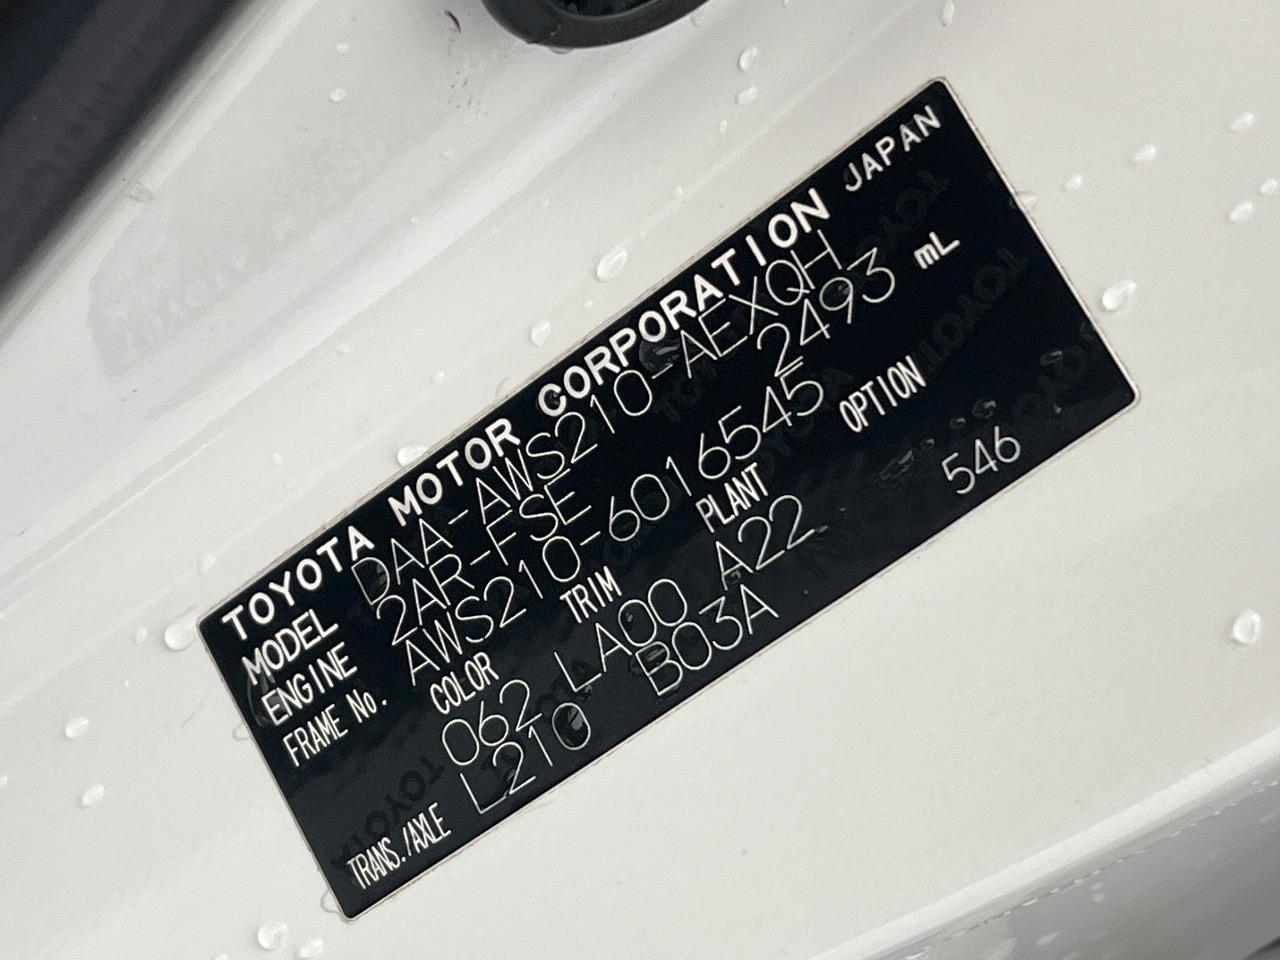 TOYOTA MOTOR CORPORATION JAPAN
MODEL DAA-AWS210-AEXQH
ENGINE 2AR-FSE 2493 mL
FRAME No. AWS210-6016545
COLOR TRIM PLANT OPTION
062 LA00 A22 546
TRANS./AXLE L210 B03A